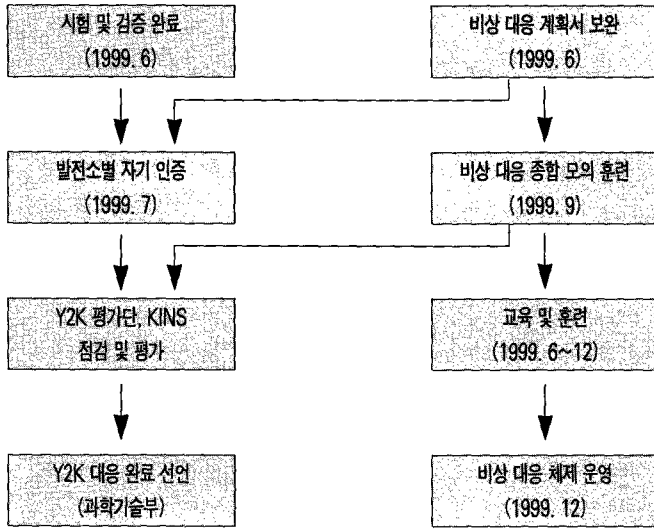 시험 및 검증 완료
(1999. 6)
비상 대응 계획서 보완
(1999. 6)
발전소별 자기 인증
(1999. 7)
비상 대응 종합 모의 훈련
(1999. 9)
Y2K 평가단, KINS
점검 및 평가
교육 및 훈련
(1999. 6~12)
Y2K 대응 완료 선언
(과학기술부)
비상 대응 체제 운영
(1999. 12)